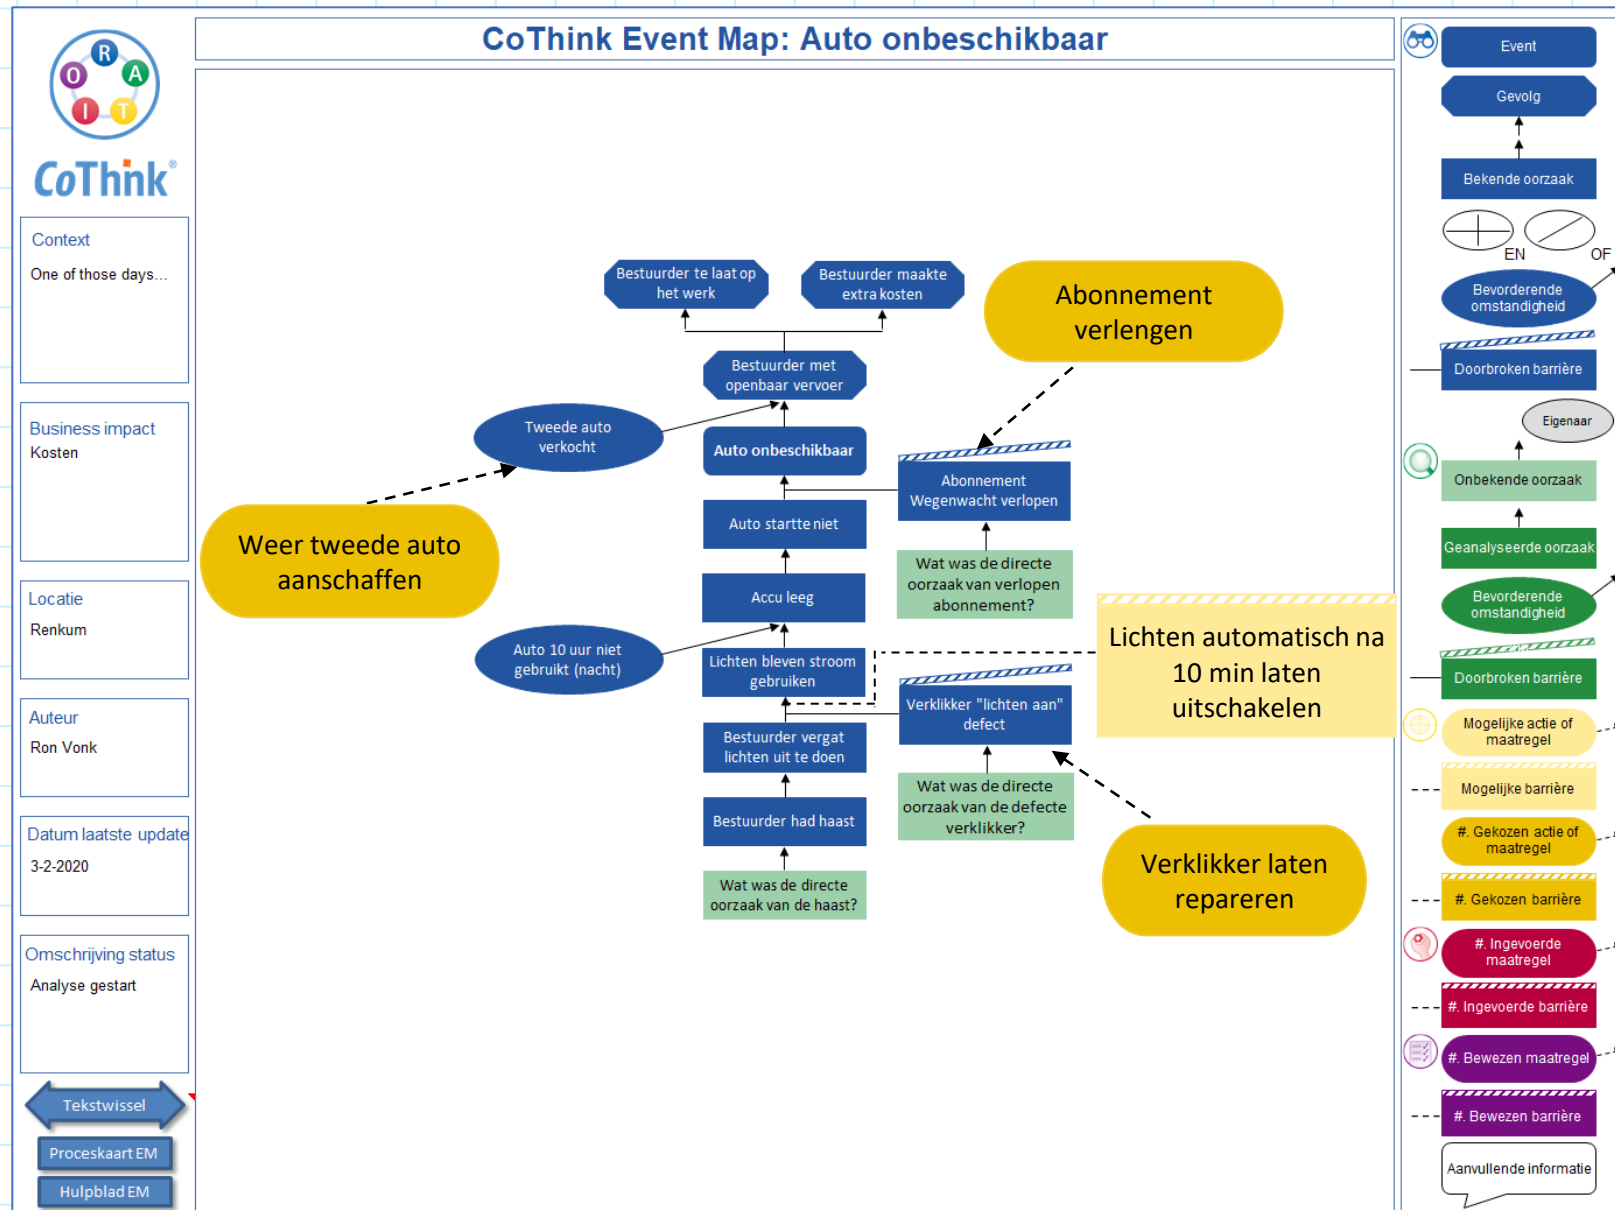 CoThink Event Map: Auto onbeschikbaar
R
O
A
I
T
CoThink®
Context
One of those days...
Business impact
Kosten
Locatie
Renkum
Auteur
Ron Vonk
Datum laatste update
3-2-2020
Omschrijving status
Analyse gestart
Tekstwissel
Proceskaart EM
Hulpblad EM
Bestuurder te laat op
het werk
Bestuurder maakte
extra kosten
Abonnement
verlengen
Bestuurder met
openbaar vervoer
Tweede auto
verkocht
Auto onbeschikbaar
Abonnement
Wegenwacht verlopen
Weer tweede auto
aanschaffen
Auto startte niet
Wat was de directe
oorzaak van verlopen
abonnement?
Accu leeg
Auto 10 uur niet
gebruikt (nacht)
Lichten bleven stroom
gebruiken
Lichten automatisch na
10 min laten
uitschakelen
Verklikker "lichten aan"
defect
Bestuurder vergat
lichten uit te doen
Wat was de directe
oorzaak van de defecte
verklikker?
Bestuurder had haast
Verklikker laten
repareren
Wat was de directe
oorzaak van de haast?
Event
Gevolg
Bekende oorzaak
EN
OF
Bevorderende
omstandigheid
Doorbroken barrière
Eigenaar
Onbekende oorzaak
Geanalyseerde oorzaak
Bevorderende
omstandigheid
Doorbroken barrière
Mogelijke actie of
maatregel
Mogelijke barrière
#. Gekozen actie of
maatregel
#. Gekozen barrière
#. Ingevoerde
maatregel
#. Ingevoerde barrière
#. Bewezen maatregel
#. Bewezen barrière
Aanvullende informatie